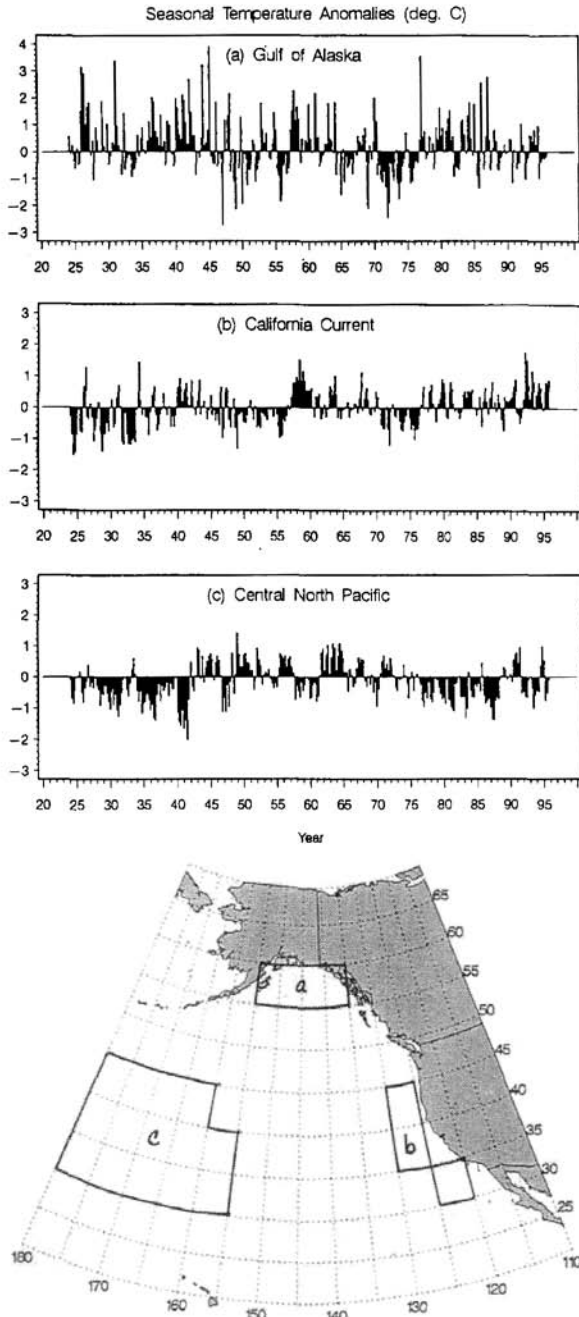 Seasonal Temperature Anomalies (deg. C)
(a) Gulf of Alaska
4
3
2
1
0
−1
−2
−3
20 25 30 35 40 45 50 55 60 65 70 75 80 85 90 95
(b) California Current
3
2
1
0
−1
−2
−3
20 25 30 35 40 45 50 55 60 65 70 75 80 85 90 95
(c) Central North Pacific
3
2
1
0
−1
−2
−3
20 25 30 35 40 45 50 55 60 65 70 75 80 85 90 95
Year
65
60
55
a
50
45
40
c
b
35
30
25
180 170 160 150 140 130 120 110